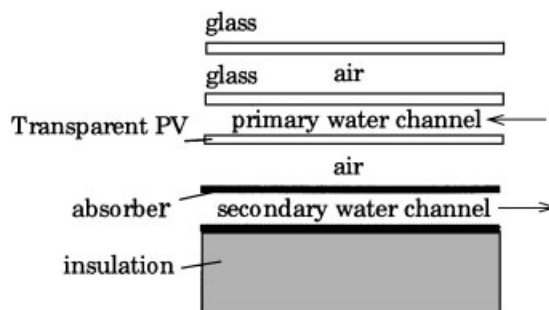 glass
glass
air
Transparent PV
primary water channel
air
absorber
secondary water channel
insulation